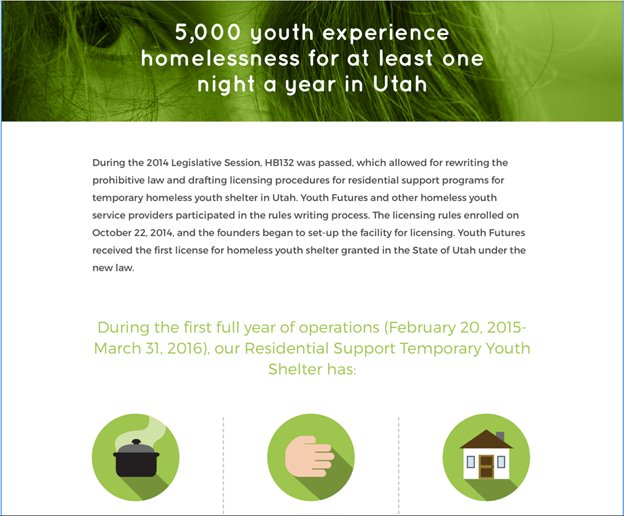 5,000 youth experience
homelessness for at least one
night a year in Utah
During the 2014 Legislative Session, HB132 was passed, which allowed for rewriting the
prohibitive law and drafting licensing procedures for residential support programs for
temporary homeless youth shelter in Utah. Youth Futures and other homeless youth
service providers participated in the rules writing process. The licensing rules enrolled on
October 22, 2014, and the founders began to set-up the facility for licensing. Youth Futures
received the first license for homeless youth shelter granted in the State of Utah under the
new law.
During the first full year of operations (February 20, 2015-
March 31, 2016), our Residential Support Temporary Youth
Shelter has: